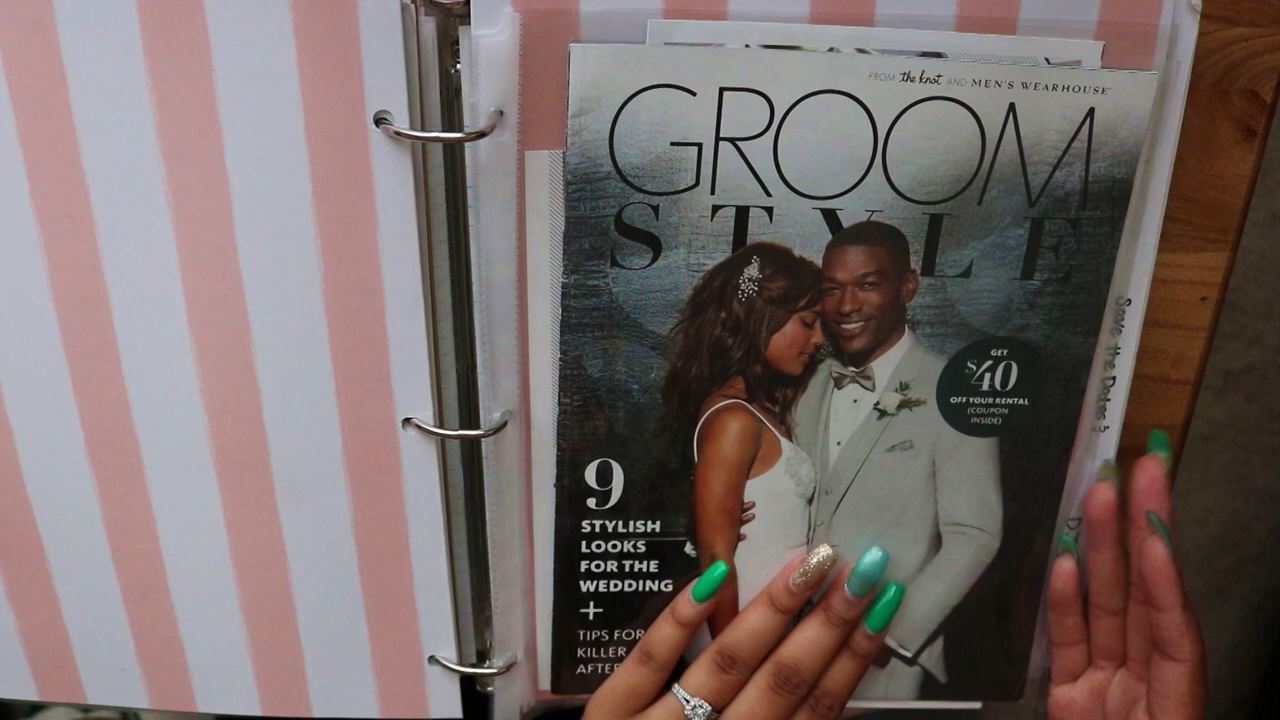 FROM the knot AND MEN'S WEARHOUSE
GROOM
STYLE
GET
$40
OFF YOUR RENTAL
(COUPON
INSIDE)
9
STYLISH
LOOKS
FOR THE
WEDDING
+
TIPS FOR
KILLER
AFTE
Save the Dates